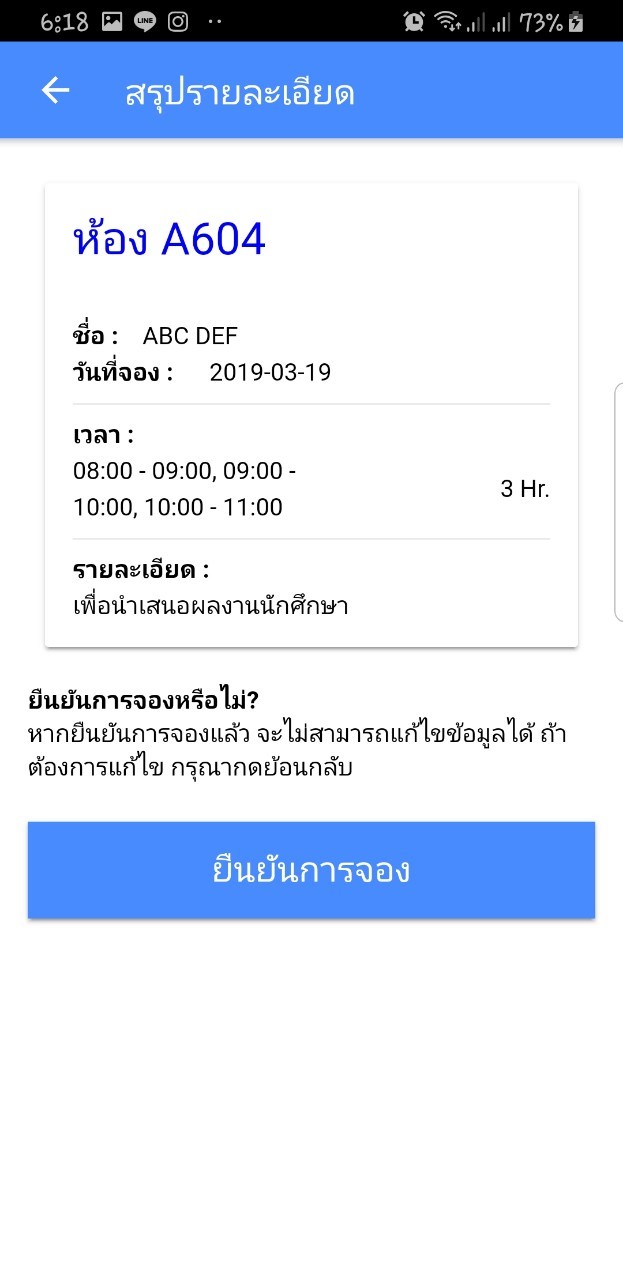 6:18 LINE 73%
สรุปรายละเอียด
ห้อง A604
ชื่อ : ABC DEF
วันที่จอง : 2019-03-19
เวลา :
08:00 - 09:00, 09:00 -
10:00, 10:00 - 11:00
3 Hr.
รายละเอียด :
เพื่อนำเสนอผลงานนักศึกษา
ยืนยันการจองหรือไม่?
หากยืนยันการจองแล้ว จะไม่สามารถแก้ไขข้อมูลได้ ถ้า
ต้องการแก้ไข กรุณากดย้อนกลับ
ยืนยันการจอง